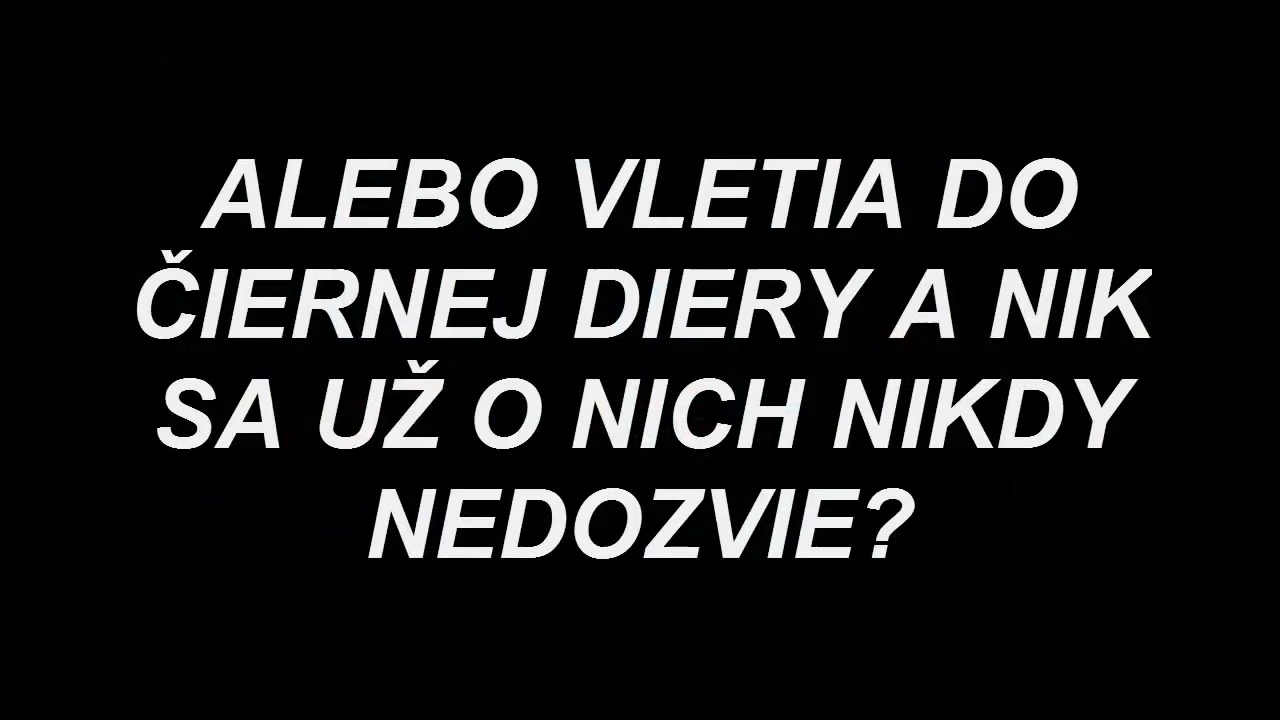 ALEBO VLETIA DO
ČIERNEJ DIERY A NIK
SA UŽ O NICH NIKDY
NEDOZVIE?